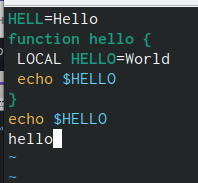 HELL=Hello
function hello {
 LOCAL HELLO=World
 echo $HELLO
}
echo $HELLO
hello
~
~